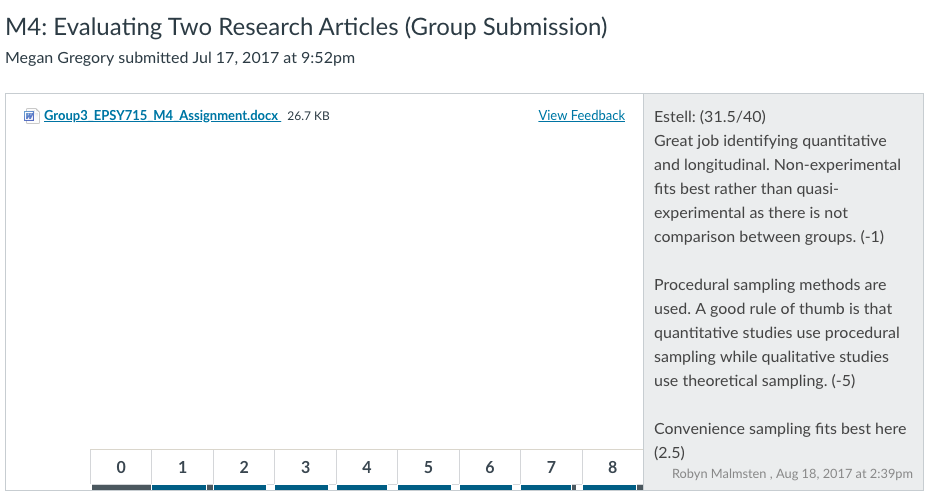 M4: Evaluating Two Research Articles (Group Submission)
Megan Gregory submitted Jul 17, 2017 at 9:52pm
Group3_EPSY715_M4_Assignment.docx 26.7 KB View Feedback
Estell: (31.5/40)
Great job identifying quantitative
and longitudinal. Non-experimental
fits best rather than quasi-
experimental as there is not
comparison between groups. (-1)
Procedural sampling methods are
used. A good rule of thumb is that
quantitative studies use procedural
sampling while qualitative studies
use theoretical sampling. (-5)
Convenience sampling fits best here
(2.5)
Robyn Malmsten , Aug 18, 2017 at 2:39pm
0 1 2 3 4 5 6 7 8